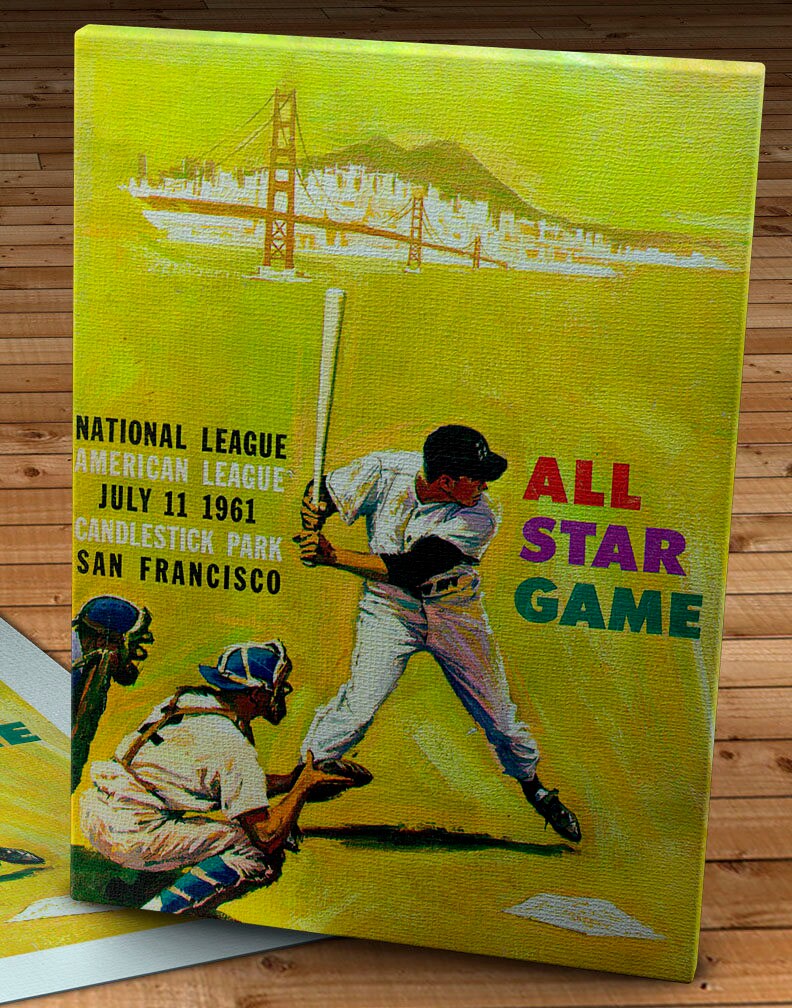 NATIONAL LEAGUE
AMERICAN LEAGUE
JULY 11 1961
CANDLESTICK PARK
SAN FRANCISCO
ALL
STAR
GAME